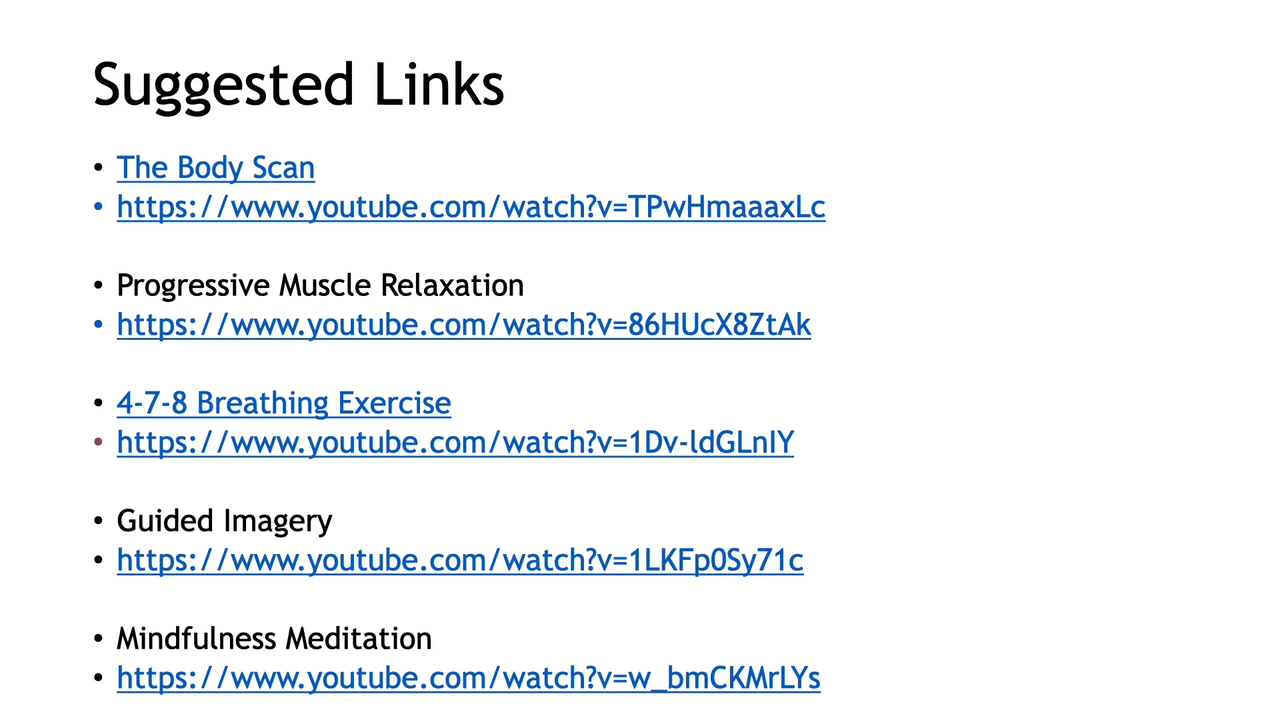 Suggested Links
• The Body Scan
• https://www.youtube.com/watch?v=TPwHmaaaxLc
• Progressive Muscle Relaxation
• https://www.youtube.com/watch?v=86HUcX8ZtAk
• 4-7-8 Breathing Exercise
• https://www.youtube.com/watch?v=1Dv-ldGLnIY
• Guided Imagery
• https://www.youtube.com/watch?v=1LKFp0Sy71c
• Mindfulness Meditation
• https://www.youtube.com/watch?v=w_bmCKMrLYs